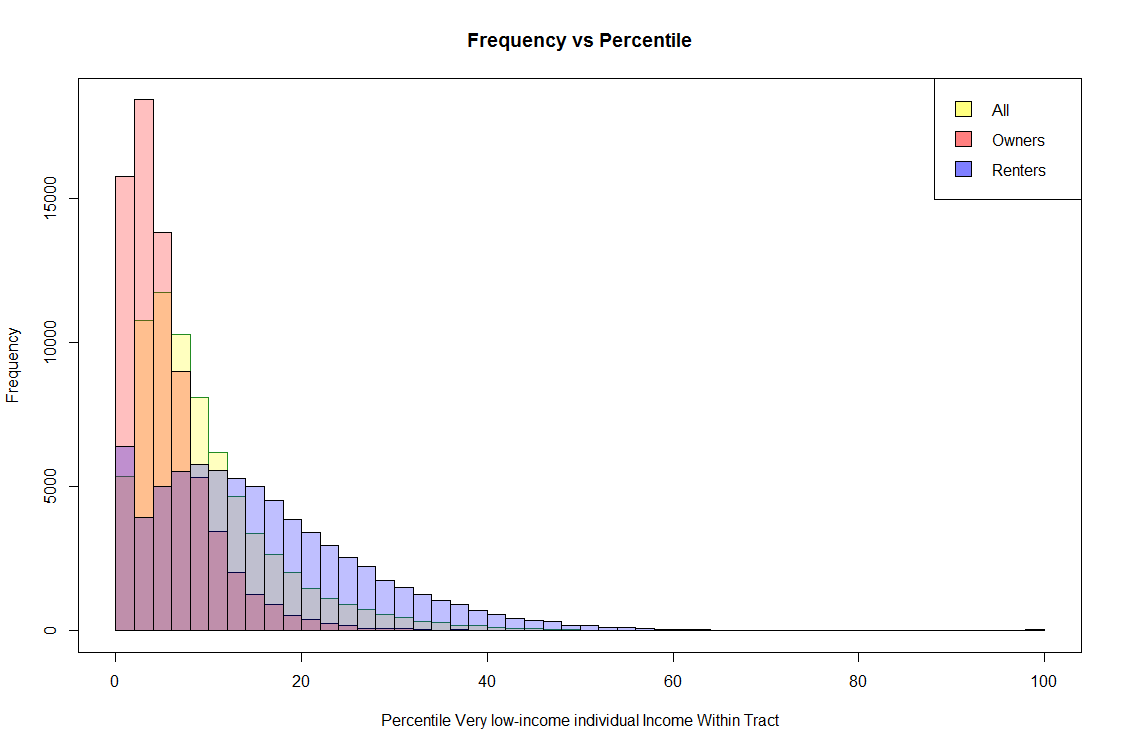 Frequency vs Percentile
All
Owners
Renters
Frequency
15000
10000
5000
0
0 20 40 60 80 100
Percentile Very low-income individual Income Within Tract